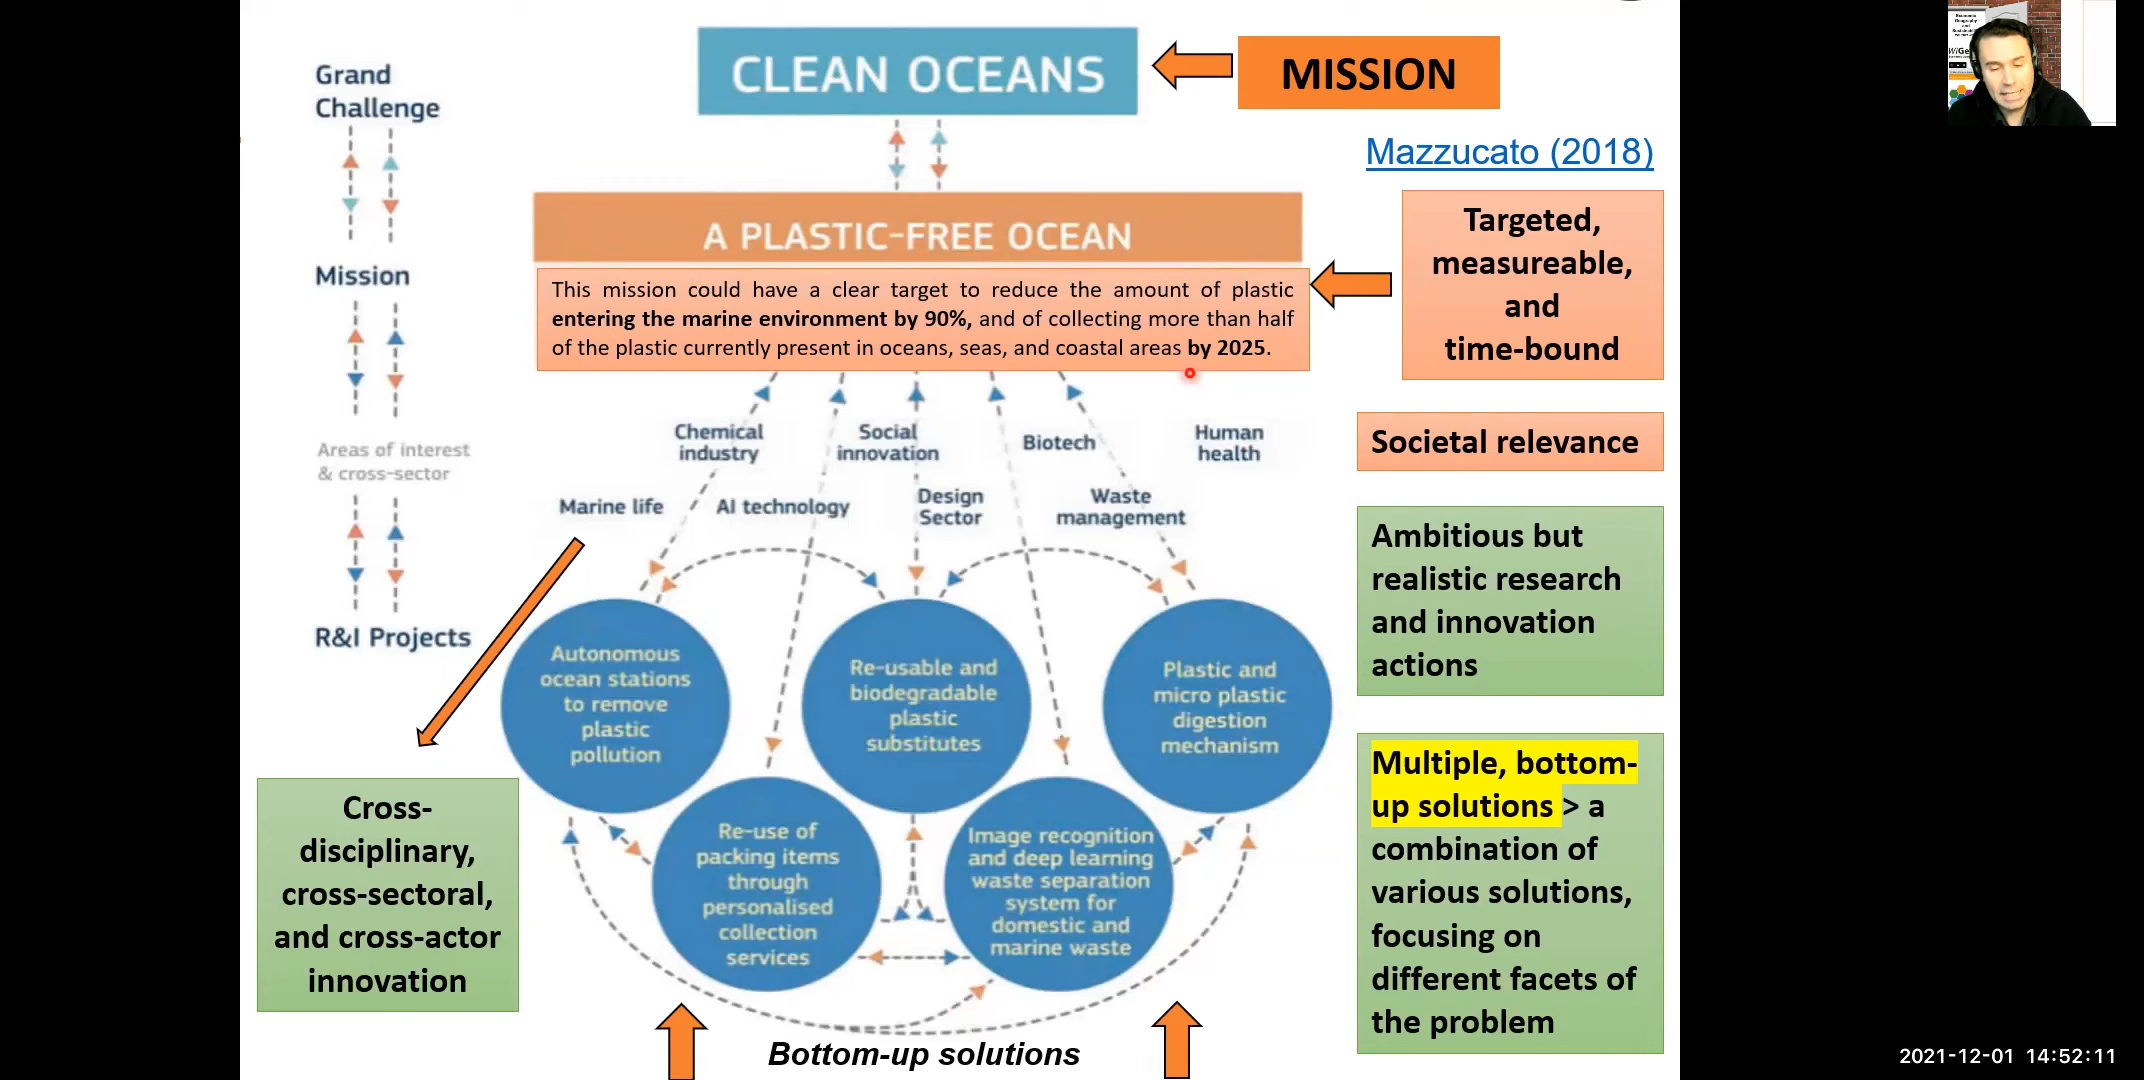 CLEAN OCEANS
MISSION
Mazzucato (2018)
Grand
Challenge
Mission
Areas of interest
& cross-sector
R&I Projects
A PLASTIC-FREE OCEAN
This mission could have a clear target to reduce the amount of plastic
entering the marine environment by 90%, and of collecting more than half
of the plastic currently present in oceans, seas, and coastal areas by 2025.
Targeted,
measureable,
and
time-bound
Chemical
industry
Social
innovation
Biotech
Human
health
Marine life
AI technology
Design
Sector
Waste
management
Societal relevance
Ambitious but
realistic research
and innovation
actions
Autonomous
ocean stations
to remove
plastic
pollution
Re-usable and
biodegradable
plastic
substitutes
Plastic and
micro plastic
digestion
mechanism
Re-use of
packing items
through
personalised
collection
services
Image recognition
and deep learning
waste separation
system for
domestic and
marine waste
Cross-
disciplinary,
cross-sectoral,
and cross-actor
innovation
Multiple, bottom-
up solutions > a
combination of
various solutions,
focusing on
different facets of
the problem
Bottom-up solutions
Economic
Geography
and
2021-12-01 14:52:11